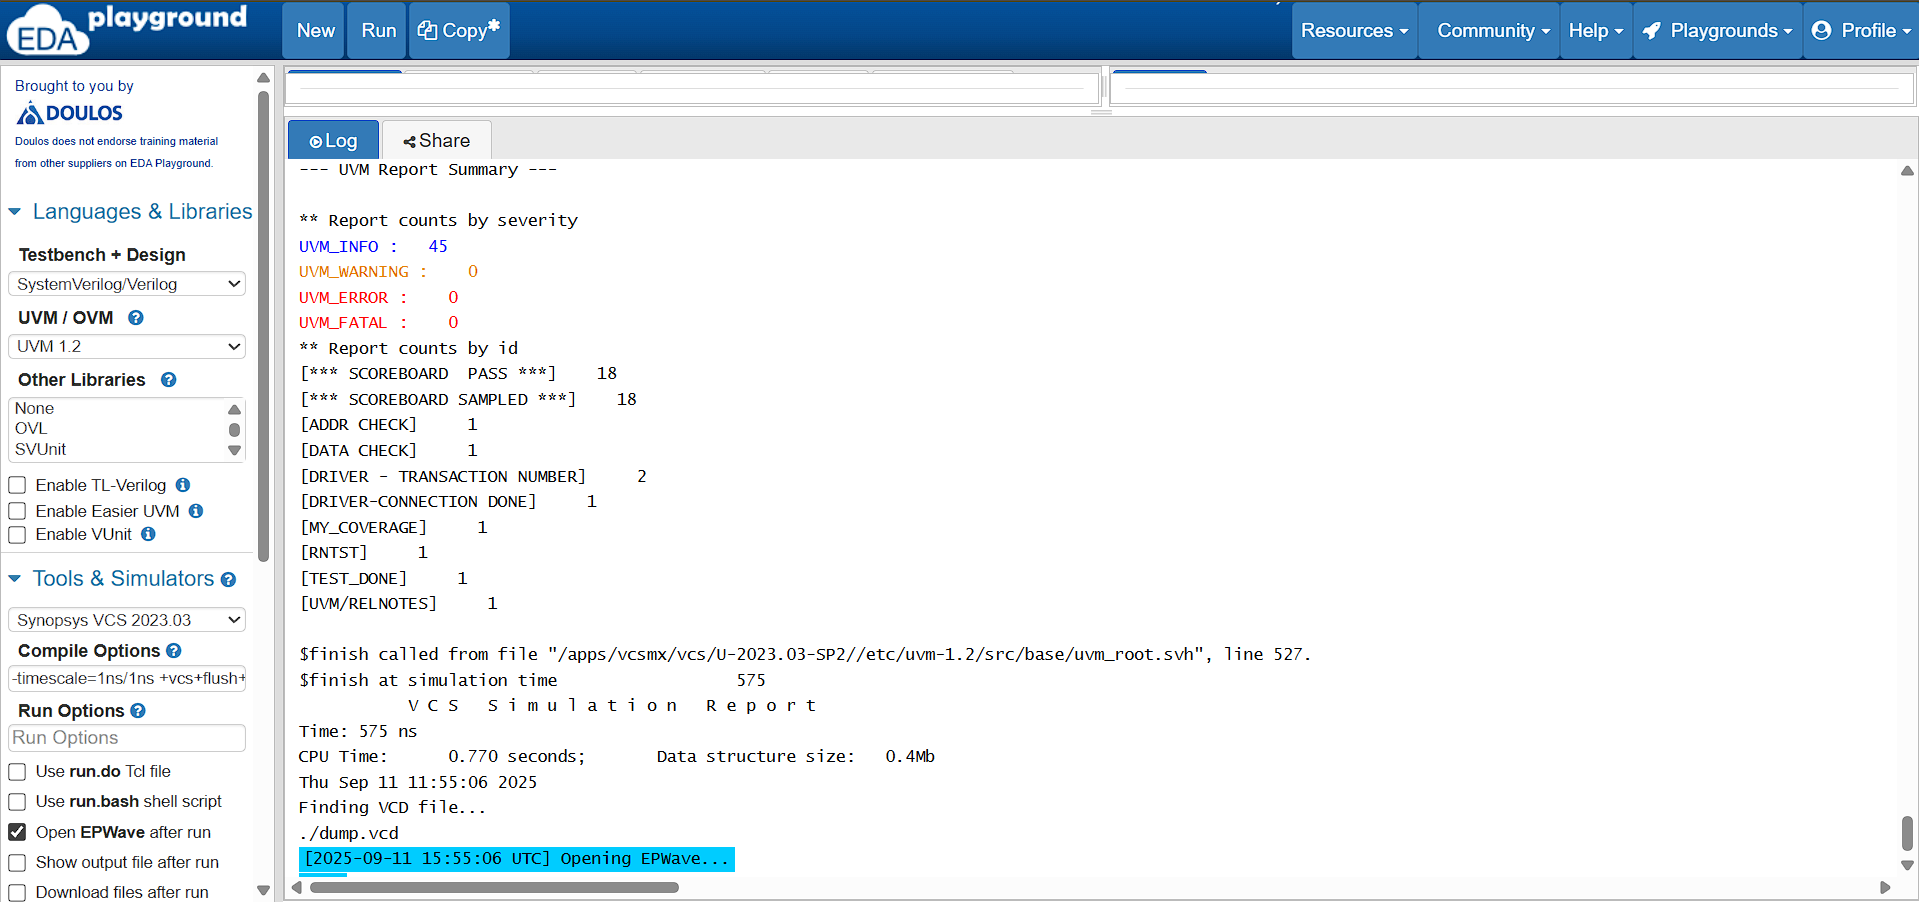 EDA playground
New
Run
Copy*
Resources
Community
Help
Playgrounds
Profile
Brought to you by
DOULOS
Doulos does not endorse training material
from other suppliers on EDA Playground.
Languages & Libraries
Testbench + Design
SystemVerilog/Verilog
UVM / OVM
UVM 1.2
Other Libraries
None
OVL
SVUnit
Enable TL-Verilog
Enable Easier UVM
Enable VUnit
Tools & Simulators
Synopsys VCS 2023.03
Compile Options
-timescale=1ns/1ns +vcs+flush+
Run Options
Run Options
Use run.do Tcl file
Use run.bash shell script
Open EPWave after run
Show output file after run
Download files after run
Log
Share
--- UVM Report Summary ---
** Report counts by severity
UVM_INFO :   45
UVM_WARNING :    0
UVM_ERROR :    0
UVM_FATAL :    0
** Report counts by id
[*** SCOREBOARD  PASS ***]    18
[*** SCOREBOARD SAMPLED ***]    18
[ADDR CHECK]     1
[DATA CHECK]     1
[DRIVER - TRANSACTION NUMBER]     2
[DRIVER-CONNECTION DONE]     1
[MY_COVERAGE]     1
[RNTST]     1
[TEST_DONE]     1
[UVM/RELNOTES]     1
$finish called from file "/apps/vcsmx/vcs/U-2023.03-SP2//etc/uvm-1.2/src/base/uvm_root.svh", line 527.
$finish at simulation time                  575
V C S   S i m u l a t i o n   R e p o r t
Time: 575 ns
CPU Time:      0.770 seconds;       Data structure size:   0.4Mb
Thu Sep 11 11:55:06 2025
Finding VCD file...
./dump.vcd
[2025-09-11 15:55:06 UTC] Opening EPWave...